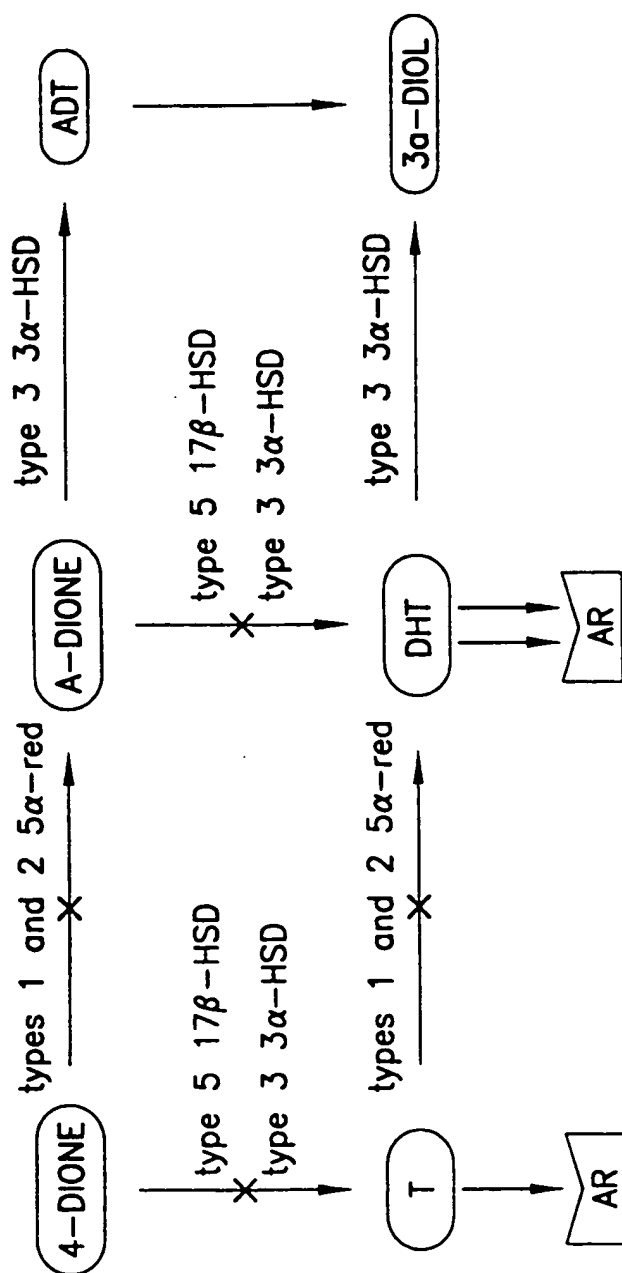 4-DIONE
types 1 and 2 5α-red
A-DIONE
type 3 3α-HSD
ADT
type 5 17β-HSD
type 3 3α-HSD
type 5 17β-HSD
type 3 3α-HSD
T
types 1 and 2 5α-red
DHT
type 3 3α-HSD
3α-DIOL
AR
AR